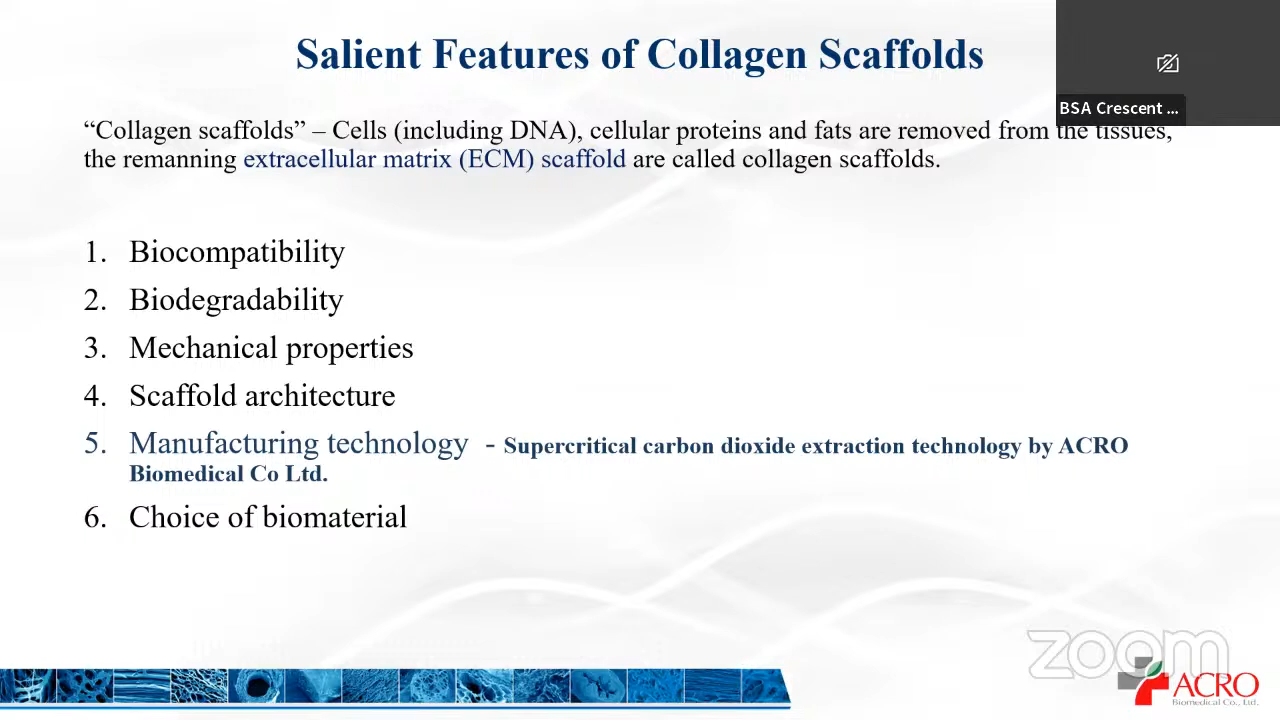 Salient Features of Collagen Scaffolds
BSA Crescent ...
“Collagen scaffolds” – Cells (including DNA), cellular proteins and fats are removed from the tissues,
the remanning extracellular matrix (ECM) scaffold are called collagen scaffolds.
1. Biocompatibility
2. Biodegradability
3. Mechanical properties
4. Scaffold architecture
5. Manufacturing technology - Supercritical carbon dioxide extraction technology by ACRO
Biomedical Co Ltd.
6. Choice of biomaterial
zoom
ACRO
Biomedical Co., Ltd.